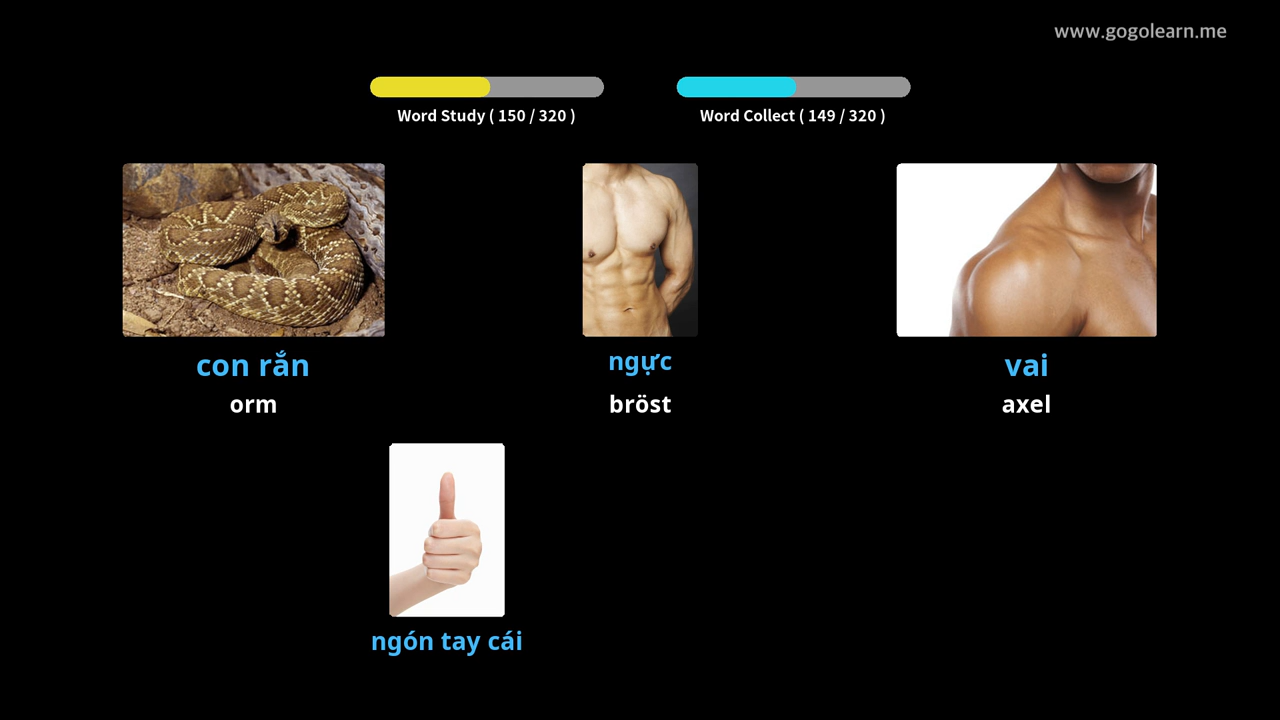 www.gogolearn.me
Word Study ( 150 / 320 )
Word Collect ( 149 / 320 )
con rắn
ngực
vai
orm
bröst
axel
ngón tay cái